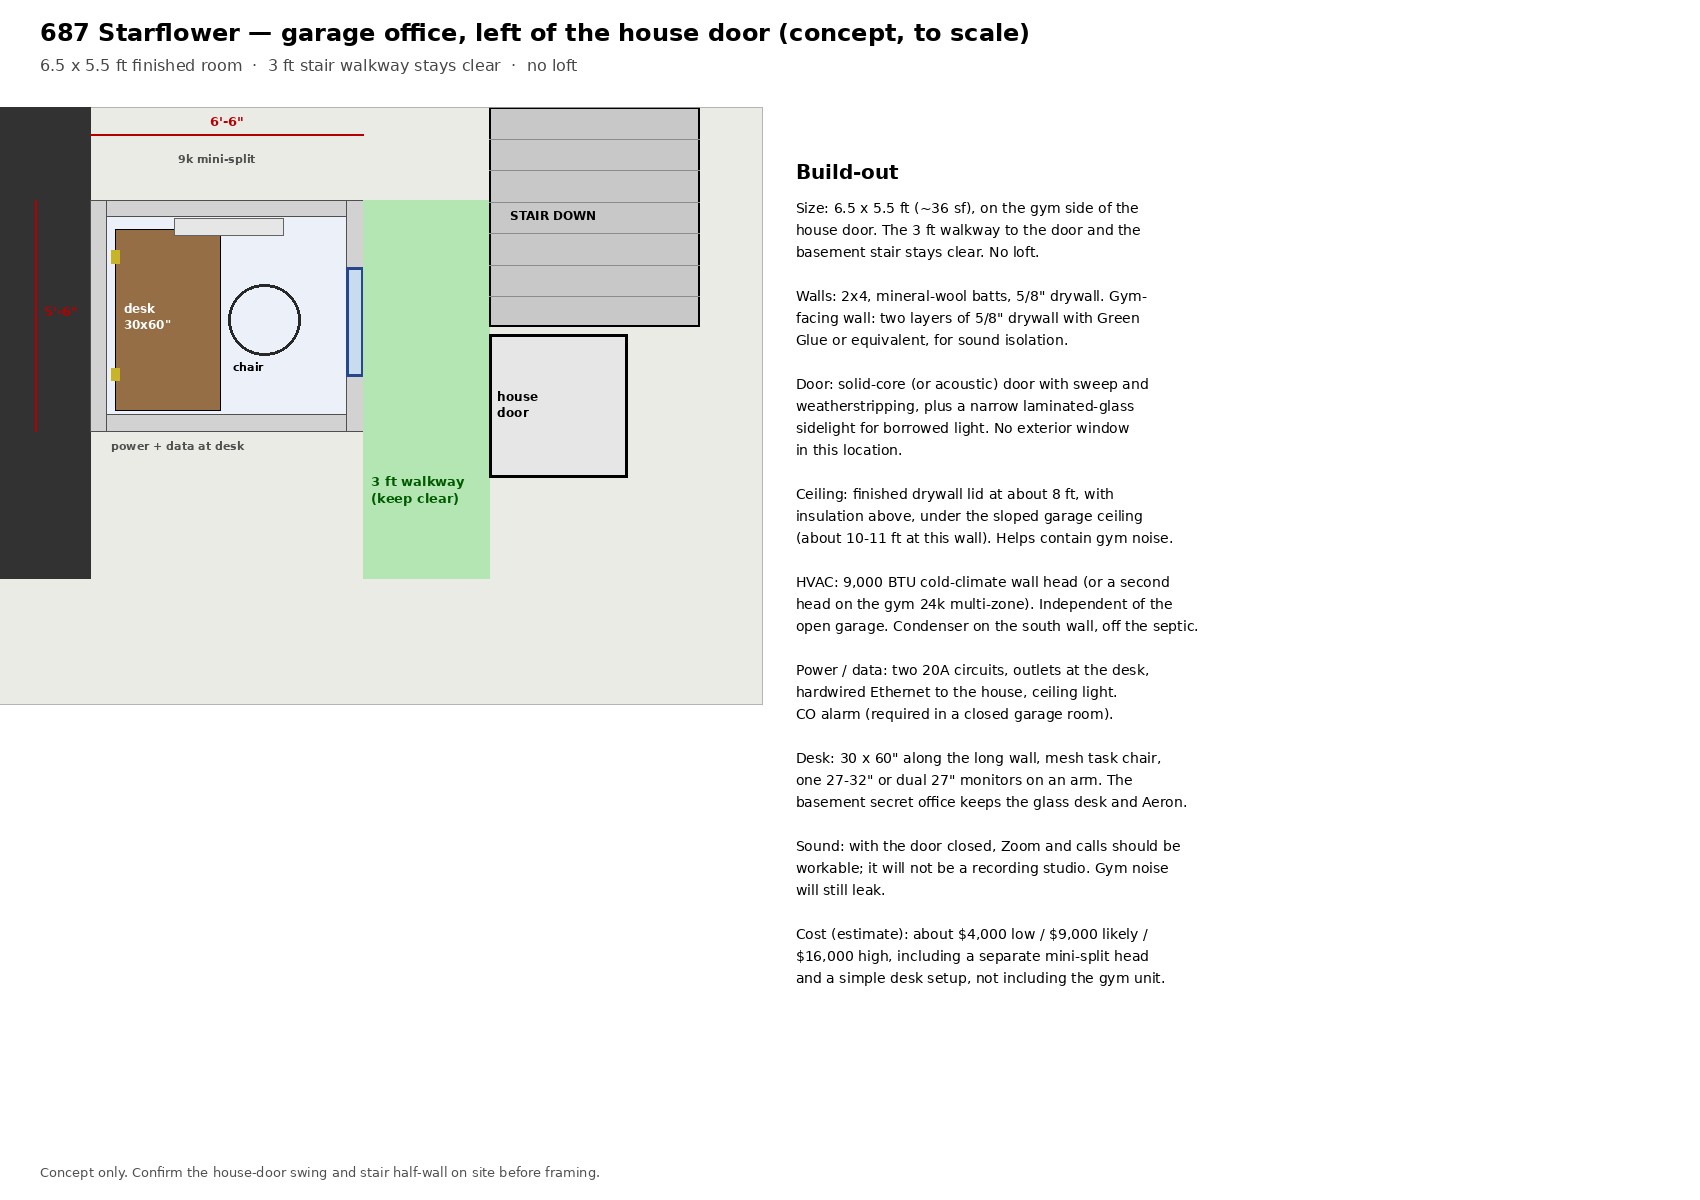 687 Starflower — garage office, left of the house door (concept, to scale)
6.5 x 5.5 ft finished room · 3 ft stair walkway stays clear · no loft
6'-6"
9k mini-split
STAIR DOWN
5'-6"
desk
30x60"
chair
house
door
power + data at desk
3 ft walkway
(keep clear)
Build-out
Size: 6.5 x 5.5 ft (~36 sf), on the gym side of the
house door. The 3 ft walkway to the door and the
basement stair stays clear. No loft.
Walls: 2x4, mineral-wool batts, 5/8" drywall. Gym-
facing wall: two layers of 5/8" drywall with Green
Glue or equivalent, for sound isolation.
Door: solid-core (or acoustic) door with sweep and
weatherstripping, plus a narrow laminated-glass
sidelight for borrowed light. No exterior window
in this location.
Ceiling: finished drywall lid at about 8 ft, with
insulation above, under the sloped garage ceiling
(about 10-11 ft at this wall). Helps contain gym noise.
HVAC: 9,000 BTU cold-climate wall head (or a second
head on the gym 24k multi-zone). Independent of the
open garage. Condenser on the south wall, off the septic.
Power / data: two 20A circuits, outlets at the desk,
hardwired Ethernet to the house, ceiling light.
CO alarm (required in a closed garage room).
Desk: 30 x 60" along the long wall, mesh task chair,
one 27-32" or dual 27" monitors on an arm. The
basement secret office keeps the glass desk and Aeron.
Sound: with the door closed, Zoom and calls should be
workable; it will not be a recording studio. Gym noise
will still leak.
Cost (estimate): about $4,000 low / $9,000 likely /
$16,000 high, including a separate mini-split head
and a simple desk setup, not including the gym unit.
Concept only. Confirm the house-door swing and stair half-wall on site before framing.